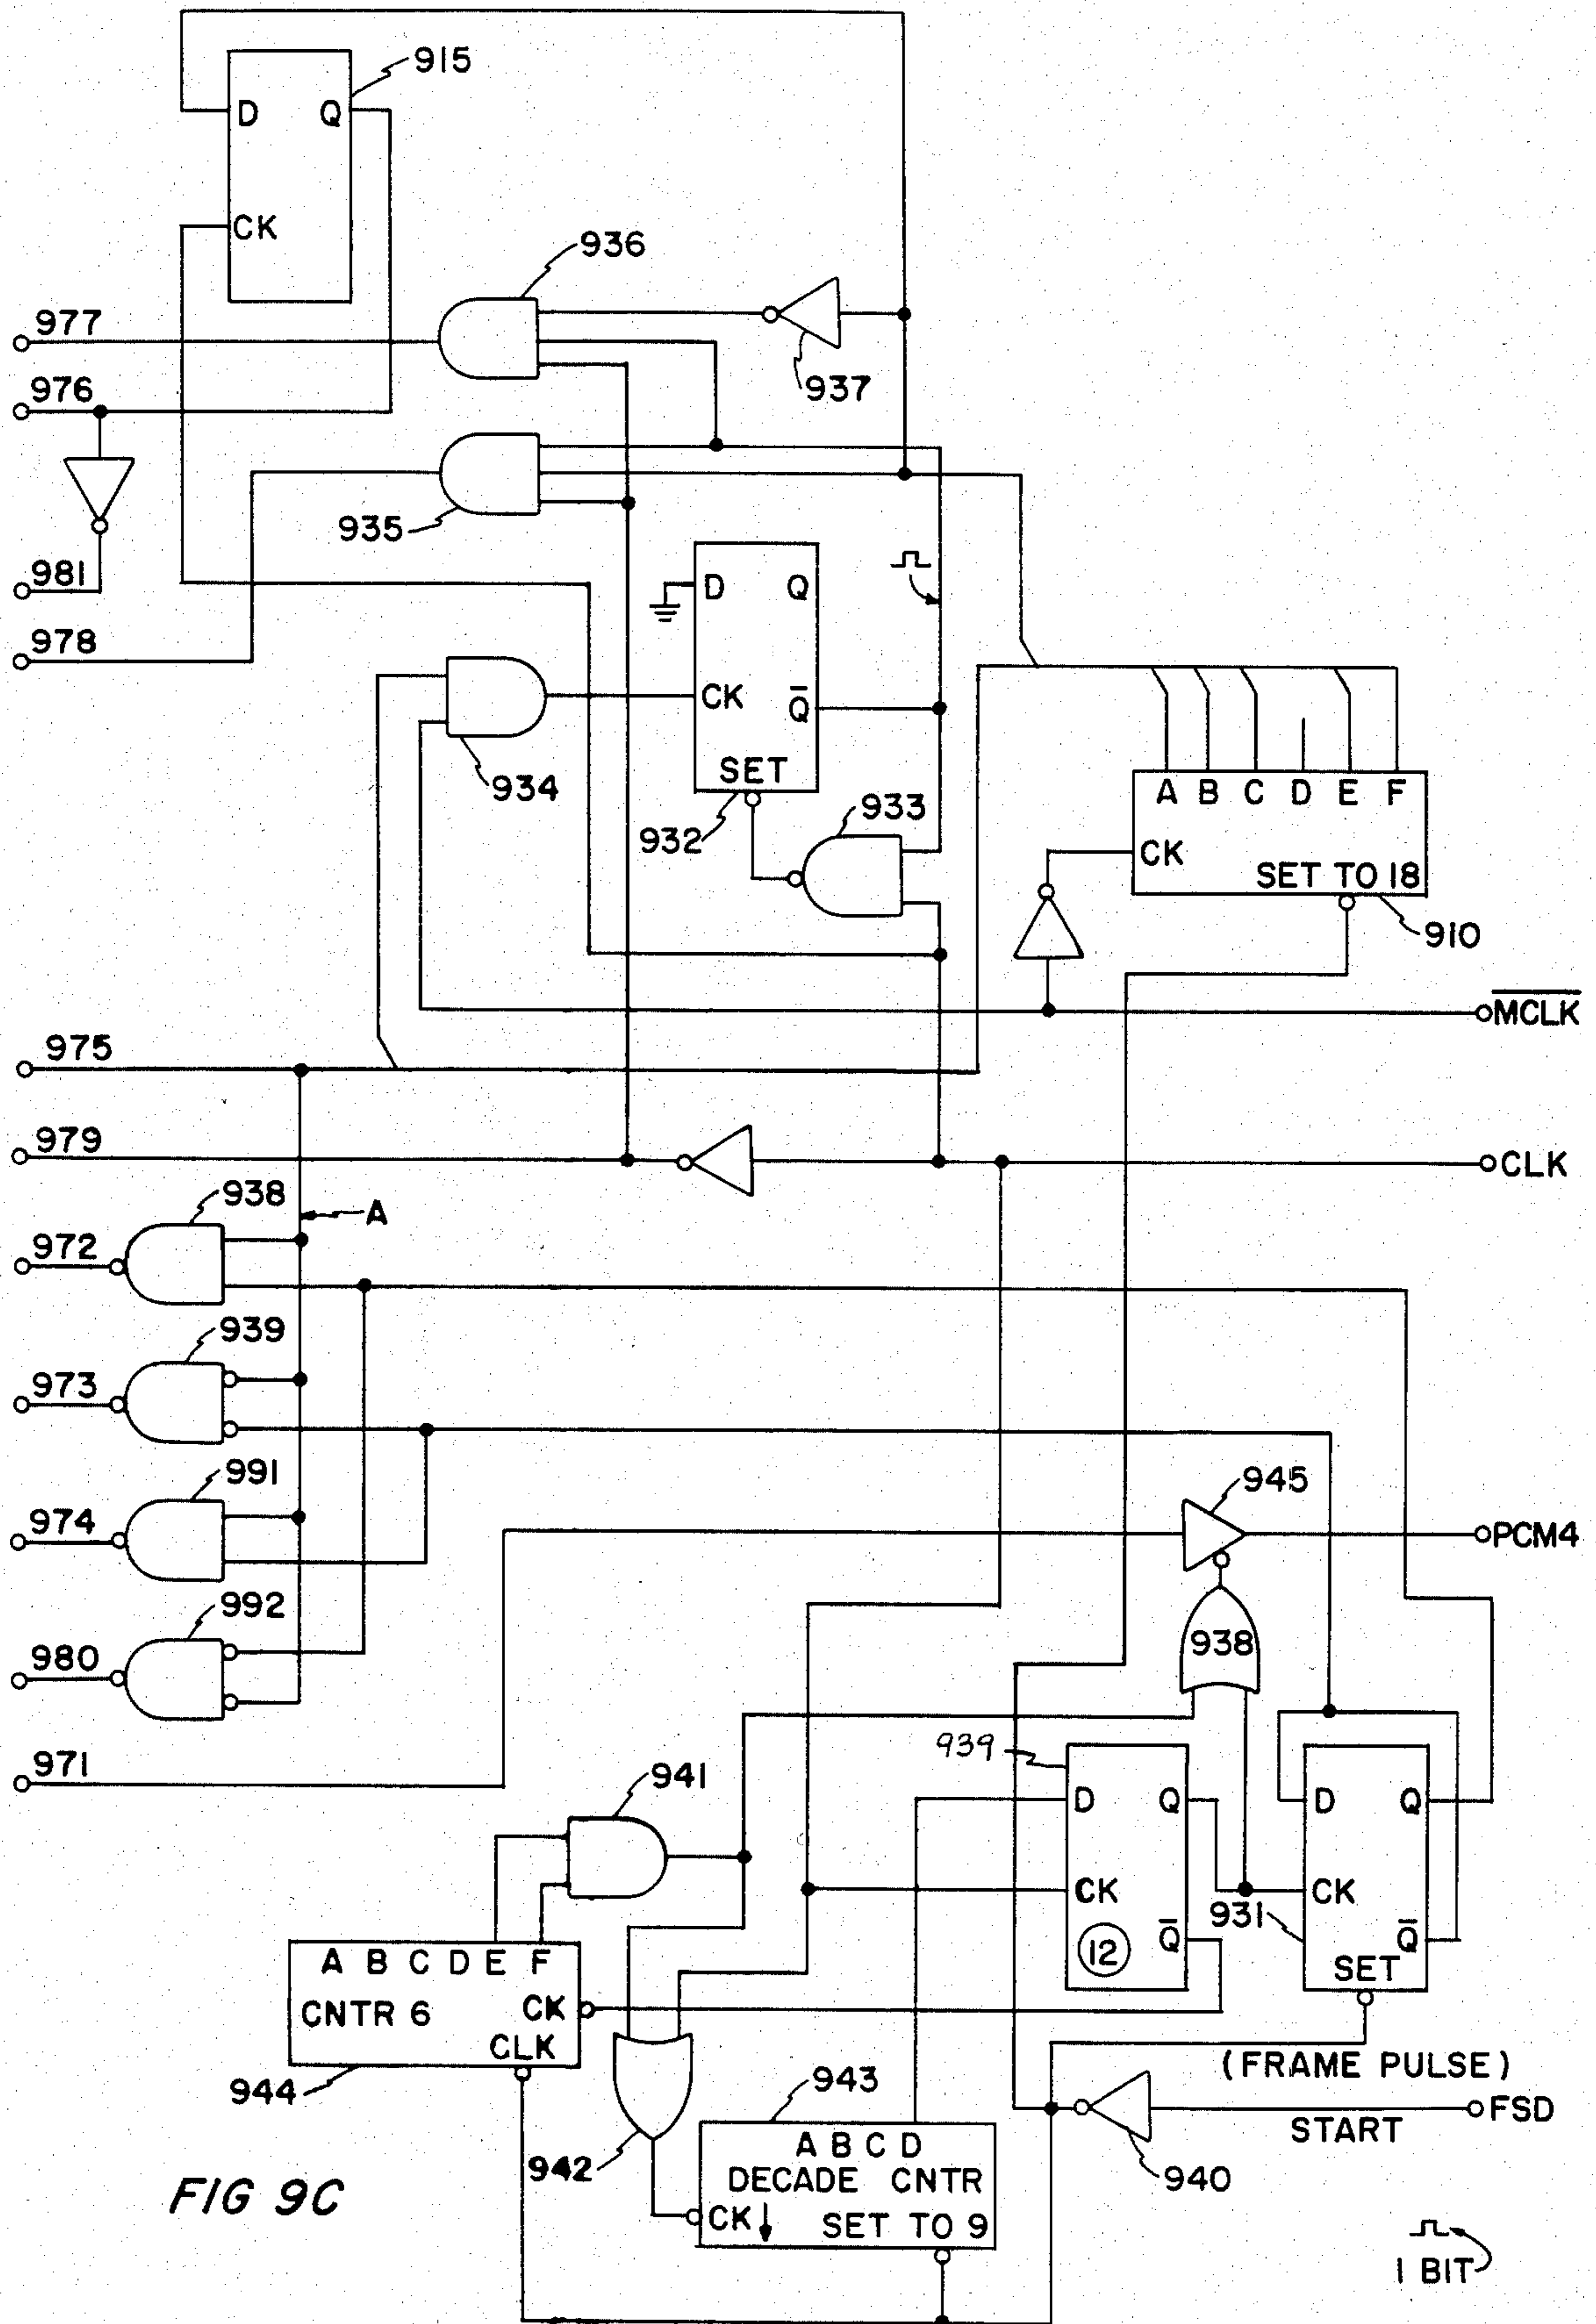 915
D Q
CK
936
977
937
976
935
981
D Q
978
CK Q̅
934
SET
932
933
A B C D E F
CK
SET TO 18
910
M̅C̅L̅K̅
975
979
CLK
938
A
972
939
973
991
974
945
PCM4
992
980
938
971
939
941
D Q
D Q
CK
CK
931
12
Q̅
Q̅
SET
A B C D E F
CNTR 6 CK
CLK
944
(FRAME PULSE)
943
FSD
START
942
A B C D
DECADE CNTR
940
CK↓ SET TO 9
FIG 9C
1 BIT